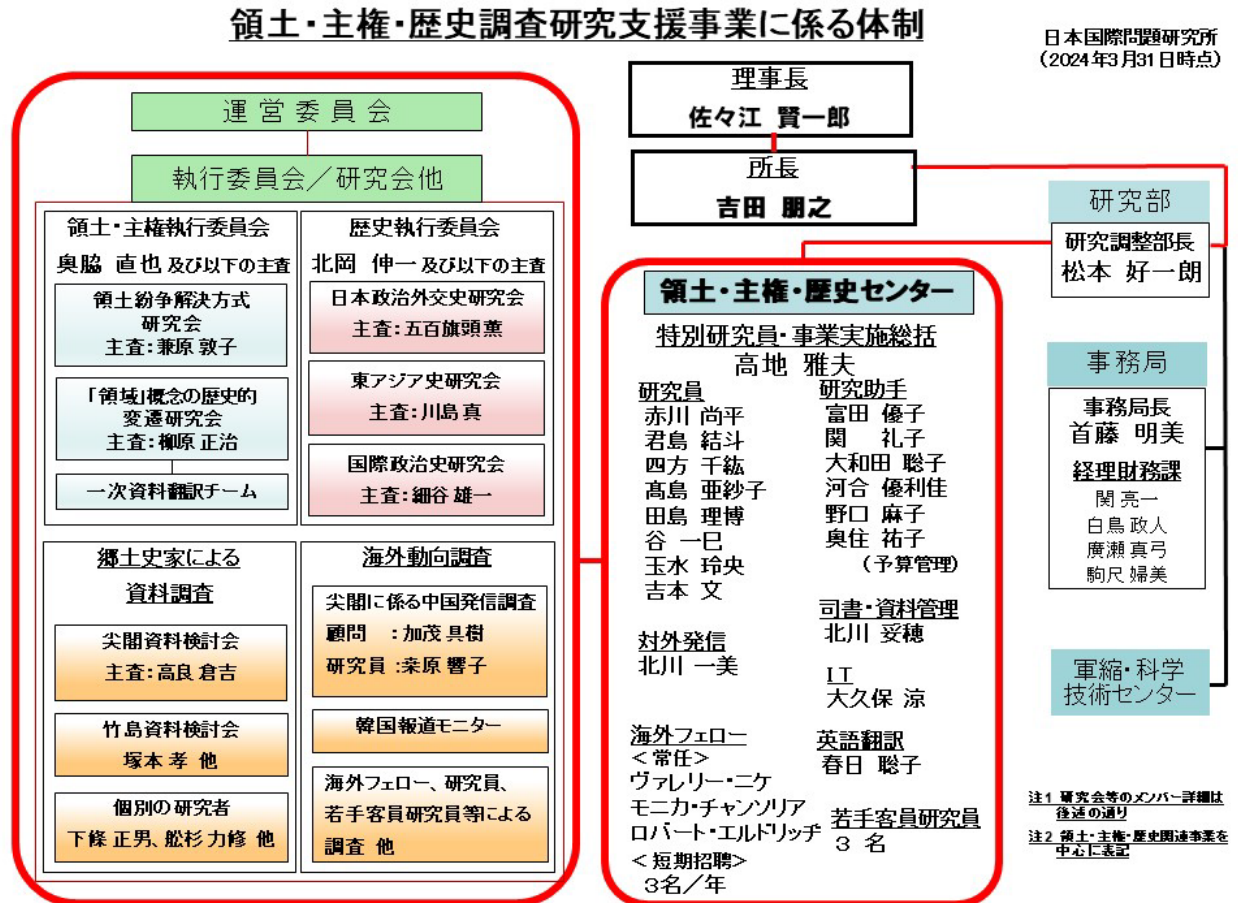 領土・主権・歴史調査研究支援事業に係る体制
日本国際問題研究所
（2024年3月31日時点）
運営委員会
執行委員会／研究会他
領土・主権執行委員会
奥脇 直也 及び以下の主査
領土紛争解決方式
研究会
主査：兼原 敦子
「領域」概念の歴史的
変遷研究会
主査：柳原 正治
一次資料翻訳チーム
歴史執行委員会
北岡 伸一 及び以下の主査
日本政治外交史研究会
主査：五百旗頭 薫
東アジア史研究会
主査：川島 真
国際政治史研究会
主査：細谷 雄一
郷土史家による
資料調査
尖閣資料検討会
主査：高良 倉吉
竹島資料検討会
塚本 孝 他
個別の研究者
下條 正男、舩杉 力修 他
海外動向調査
尖閣に係る中国発信調査
顧問　：加茂 具樹
研究員：桒原 響子
韓国報道モニター
海外フェロー、研究員、
若手客員研究員等による
調査 他
理事長
佐々江 賢一郎
所長
吉田 朋之
領土・主権・歴史センター
特別研究員・事業実施総括
高地 雅夫
研究員
赤川 尚平
君島 結斗
四方 千紘
髙島 亜紗子
田島 理博
谷 一巳
玉水 玲央
吉本 文
対外発信
北川 一美
海外フェロー
＜常任＞
ヴァレリー・ニケ
モニカ・チャンソリア
ロバート・エルドリッヂ
＜短期招聘＞
３名／年
研究助手
富田 優子
関　礼子
大和田 聡子
河合 優利佳
野口 麻子
奥住 祐子
（予算管理）
司書・資料管理
北川 妥穂
ＩＴ
大久保 涼
英語翻訳
春日 聡子
若手客員研究員
３ 名
研究部
研究調整部長
松本 好一朗
事務局
事務局長
首藤 明美
経理財務課
関 亮一
白鳥 政人
廣瀬 真弓
駒尺 婦美
軍縮・科学
技術センター
注1 研究会等のメンバー詳細は
後述の通り
注2 領土・主権・歴史関連事業を
中心に表記